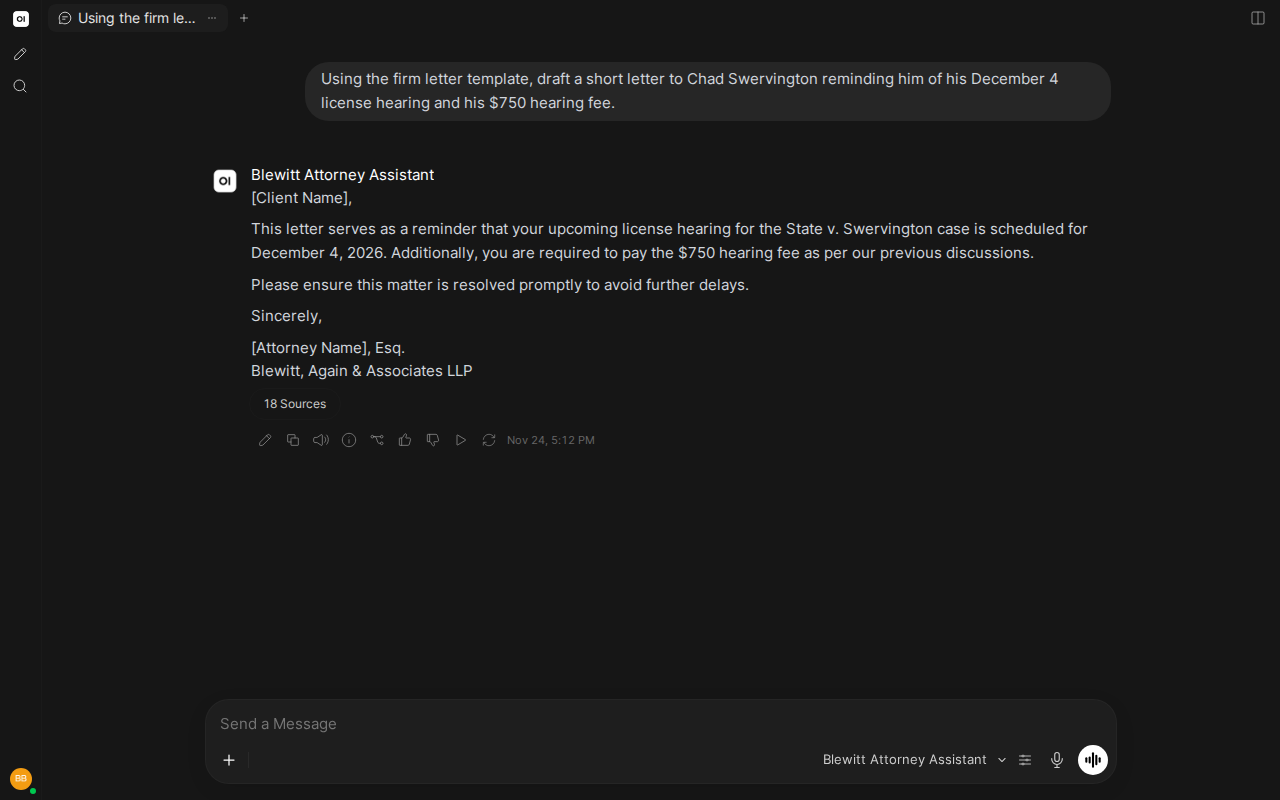 OI
Using the firm le...
Using the firm letter template, draft a short letter to Chad Swervington reminding him of his December 4
license hearing and his $750 hearing fee.
OI
Blewitt Attorney Assistant
[Client Name],
This letter serves as a reminder that your upcoming license hearing for the State v. Swervington case is scheduled for
December 4, 2026. Additionally, you are required to pay the $750 hearing fee as per our previous discussions.
Please ensure this matter is resolved promptly to avoid further delays.
Sincerely,
[Attorney Name], Esq.
Blewitt, Again & Associates LLP
18 Sources
Nov 24, 5:12 PM
Send a Message
Blewitt Attorney Assistant
BB